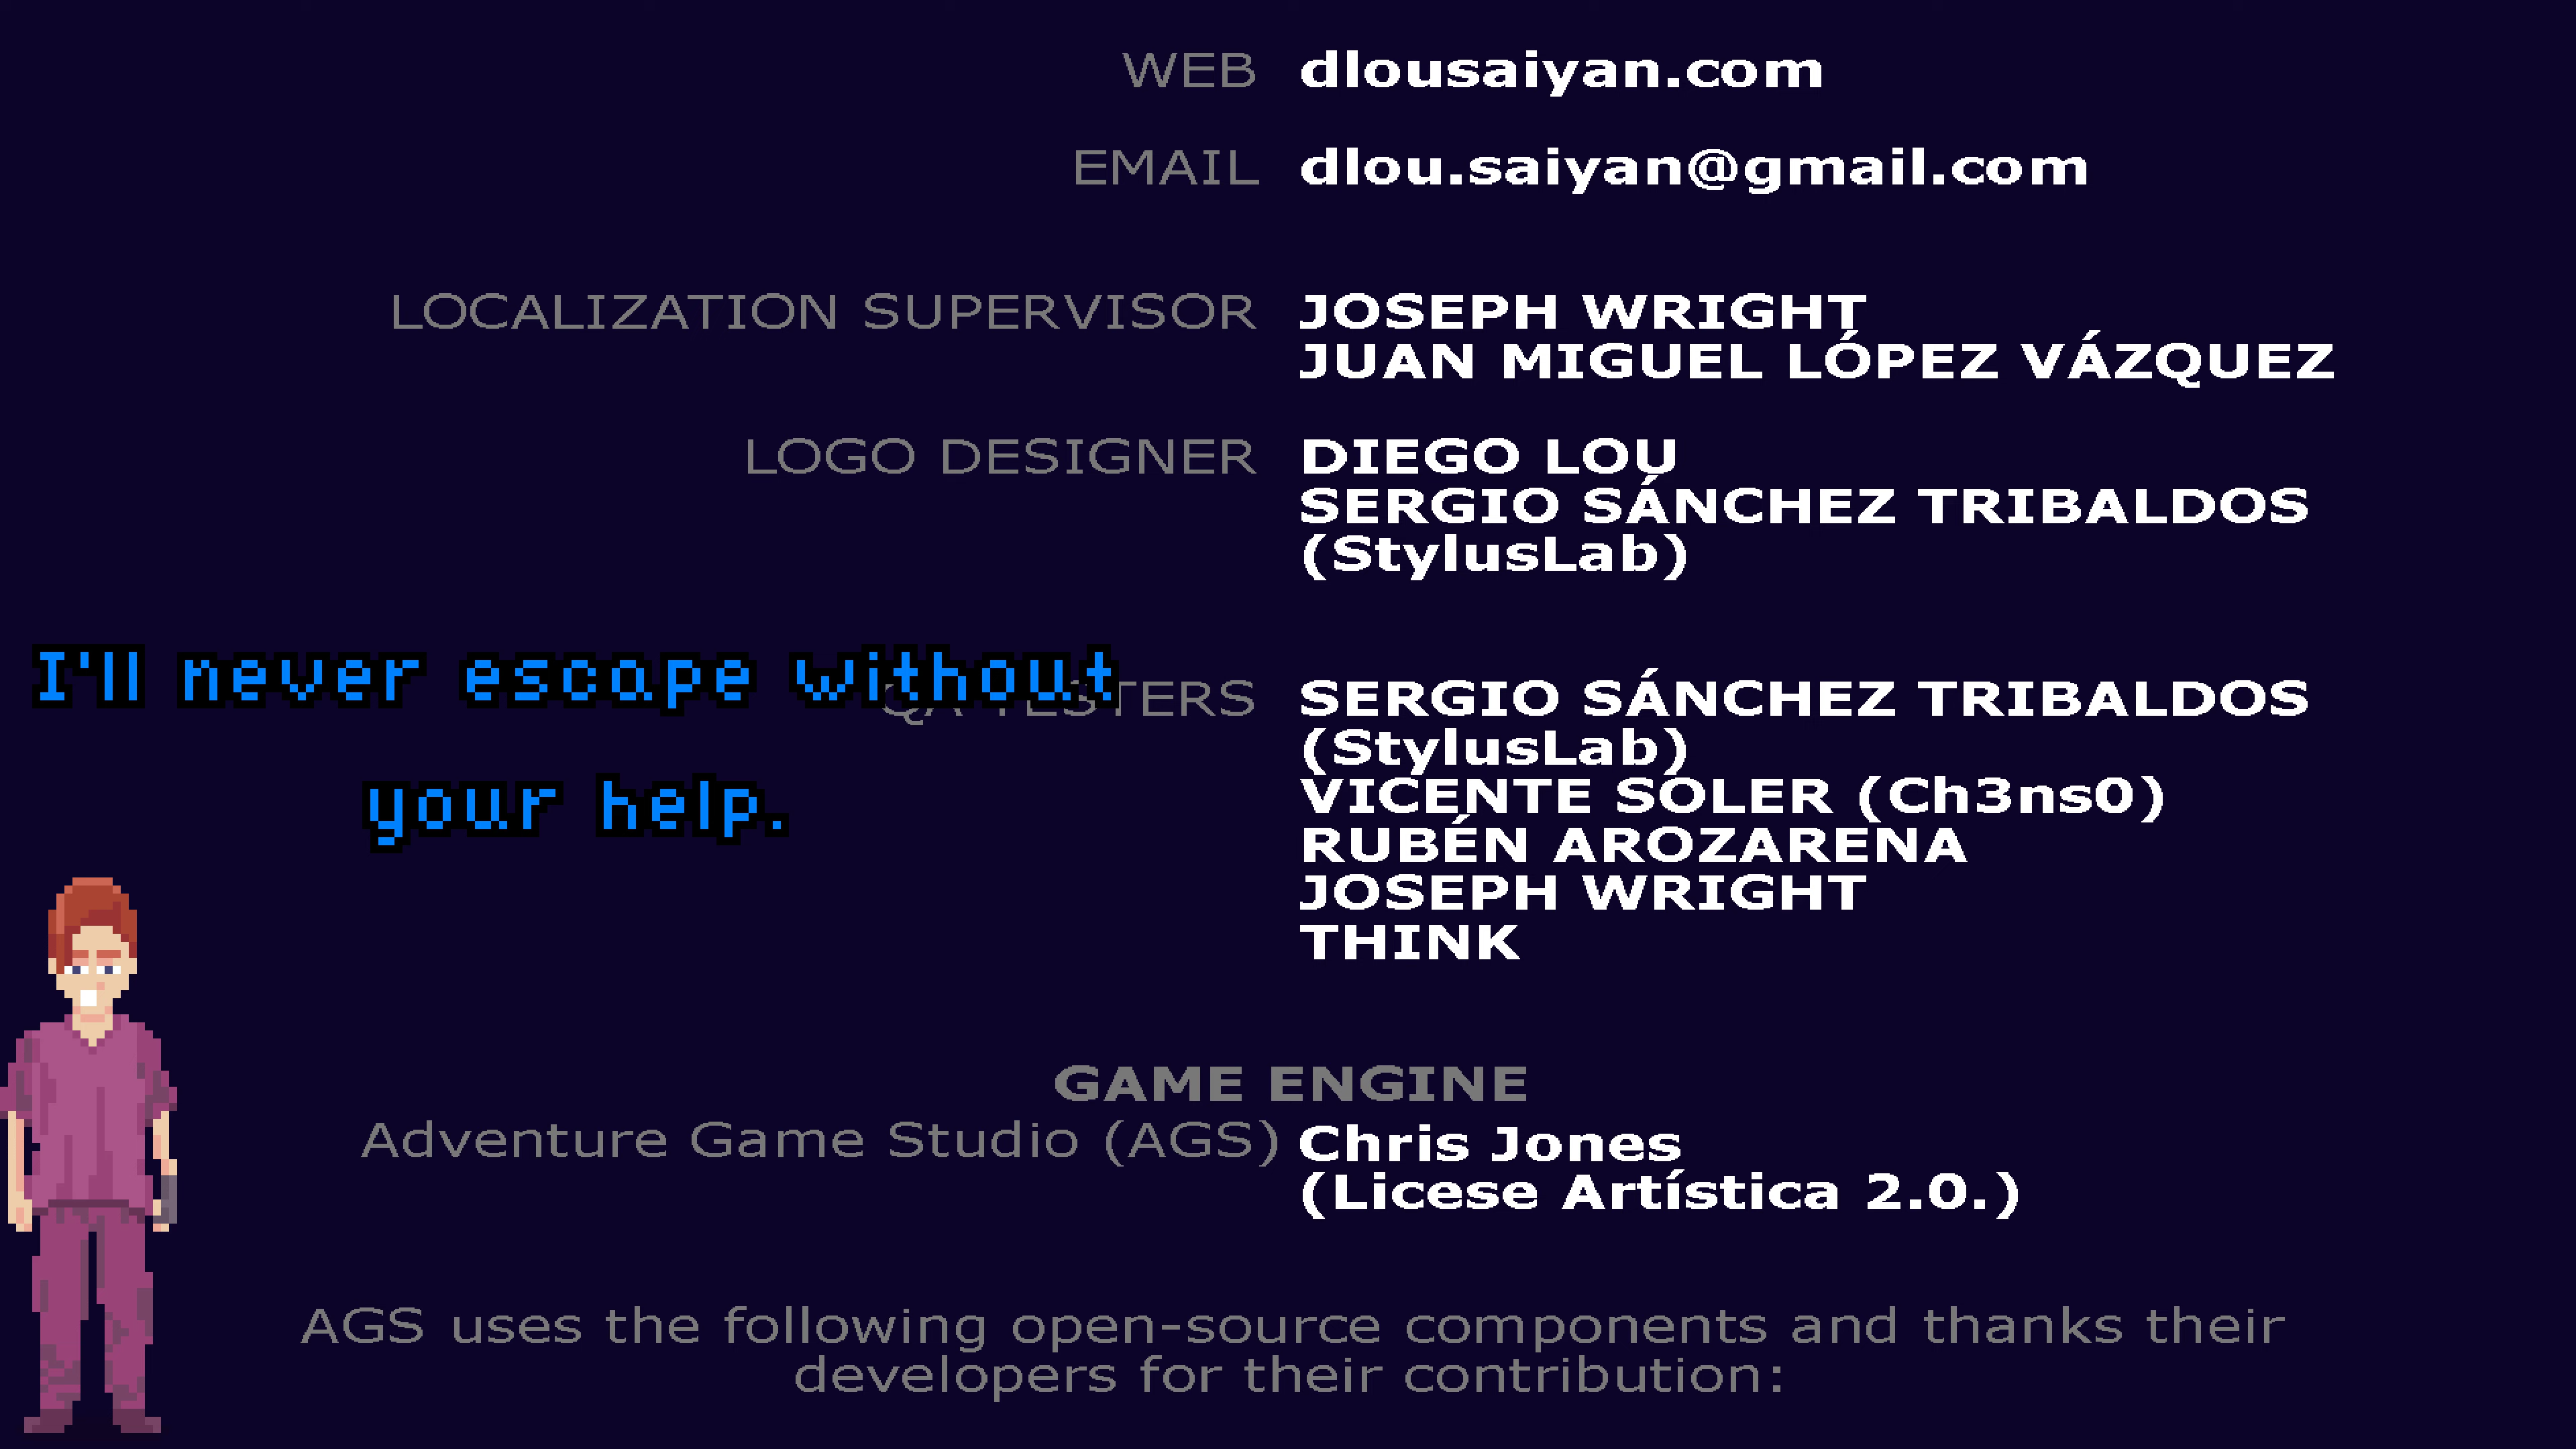 WEB dlousaiyan.com
EMAIL dlou.saiyan@gmail.com
LOCALIZATION SUPERVISOR JOSEPH WRIGHT
JUAN MIGUEL LÓPEZ VÁZQUEZ
LOGO DESIGNER DIEGO LOU
SERGIO SÁNCHEZ TRIBALDOS
(StylusLab)
I'll never escape without
your help.
QA TESTERS SERGIO SÁNCHEZ TRIBALDOS
(StylusLab)
VICENTE SOLER (Ch3ns0)
RUBÉN AROZARENA
JOSEPH WRIGHT
THINK
GAME ENGINE
Adventure Game Studio (AGS) Chris Jones
(Licese Artística 2.0.)
AGS uses the following open-source components and thanks their
developers for their contribution: